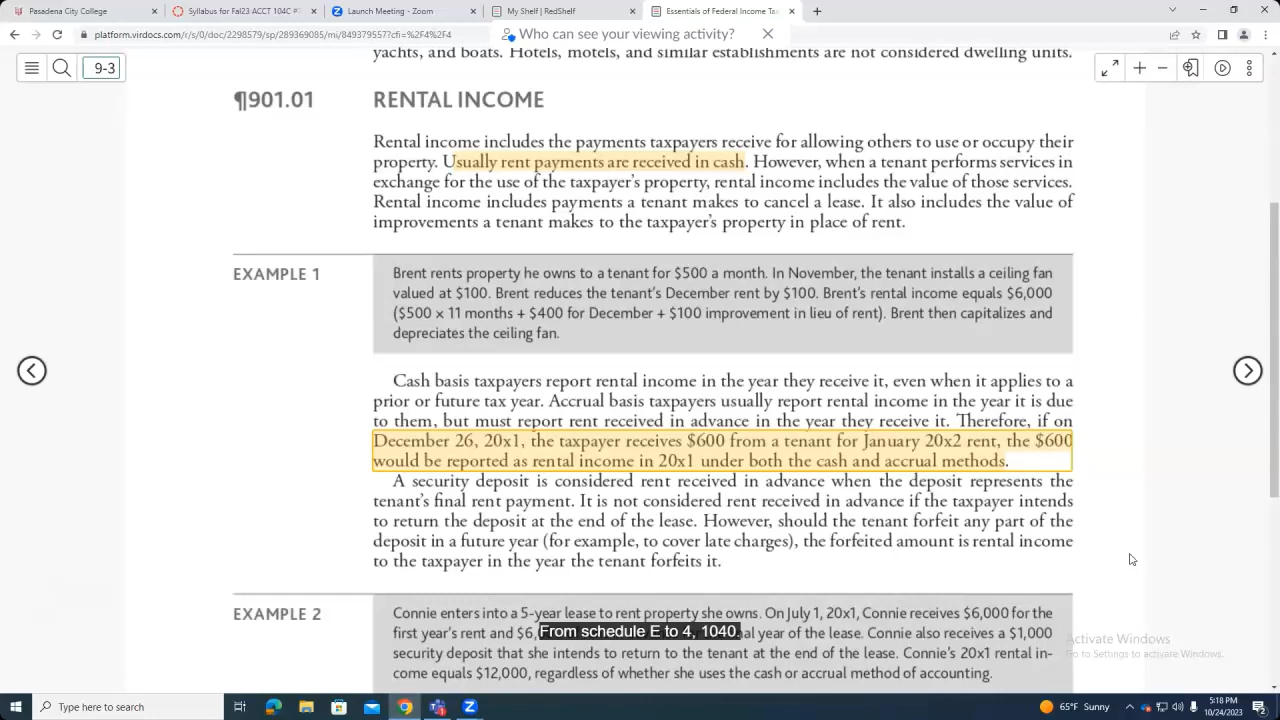 Pasadena City College
Syllabus for Fal23 ACCT 104C
Launch Meeting - Zoom
My Shelf | RedShelf
Essentials of Federal Income Tax
platform.virdocs.com/r/s/0/doc/2298579/sp/289369085/mi/849379557?cfi=%2F4%2F4
Who can see your viewing activity?
yachts, and boats. Hotels, motels, and similar establishments are not considered dwelling units.
9-3
¶901.01 RENTAL INCOME
Rental income includes the payments taxpayers receive for allowing others to use or occupy their
property. Usually rent payments are received in cash. However, when a tenant performs services in
exchange for the use of the taxpayer's property, rental income includes the value of those services.
Rental income includes payments a tenant makes to cancel a lease. It also includes the value of
improvements a tenant makes to the taxpayer's property in place of rent.
EXAMPLE 1
Brent rents property he owns to a tenant for $500 a month. In November, the tenant installs a ceiling fan
valued at $100. Brent reduces the tenant's December rent by $100. Brent's rental income equals $6,000
($500 × 11 months + $400 for December + $100 improvement in lieu of rent). Brent then capitalizes and
depreciates the ceiling fan.
Cash basis taxpayers report rental income in the year they receive it, even when it applies to a
prior or future tax year. Accrual basis taxpayers usually report rental income in the year it is due
to them, but must report rent received in advance in the year they receive it. Therefore, if on
December 26, 20x1, the taxpayer receives $600 from a tenant for January 20x2 rent, the $600
would be reported as rental income in 20x1 under both the cash and accrual methods.
A security deposit is considered rent received in advance when the deposit represents the
tenant's final rent payment. It is not considered rent received in advance if the taxpayer intends
to return the deposit at the end of the lease. However, should the tenant forfeit any part of the
deposit in a future year (for example, to cover late charges), the forfeited amount is rental income
to the taxpayer in the year the tenant forfeits it.
EXAMPLE 2
Connie enters into a 5-year lease to rent property she owns. On July 1, 20x1, Connie receives $6,000 for the
first year's rent and $6, nal year of the lease. Connie also receives a $1,000
From schedule E to 4, 1040.
security deposit that she intends to return to the tenant at the end of the lease. Connie's 20x1 rental in-
come equals $12,000, regardless of whether she uses the cash or accrual method of accounting.
Activate Windows
Go to Settings to activate Windows.
Type here to search
65°F Sunny
5:18 PM
10/24/2023